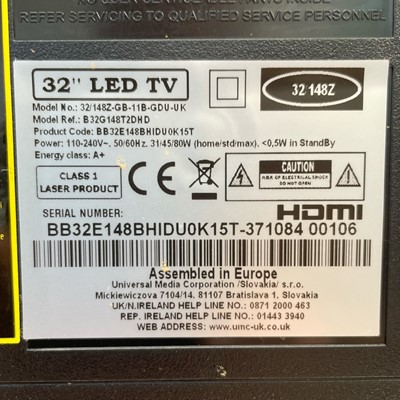 REFER SERVICING TO QUALIFIED SERVICE PERSONNEL
32" LED TV
32/148Z
Model No.: 32/148Z-GB-11B-GDU-UK
Model Ref.: B32G148T2DHD
Product Code.: BB32E148BHIDU0K15T
Power: 110-240V~, 50/60Hz. 31/45/80W (home/std/max), <0,5W in StandBy
Energy class: A+
CLASS 1
LASER PRODUCT
CAUTION
RISK OF ELECTRICAL SHOCK
DO NOT OPEN
SERIAL NUMBER:
HDMI
BB32E148BHIDU0K15T-371084 00106
Assembled in Europe
Universal Media Corporation /Slovakia/ s.r.o.
Mickiewiczova 7104/14. 81107 Bratislava 1. Slovakia
UK/N.IRELAND HELP LINE NO.: 0871 2000 463
REP. IRELAND HELP LINE NO.: 01443 3940
WEB ADDRESS: www.umc-uk.co.uk